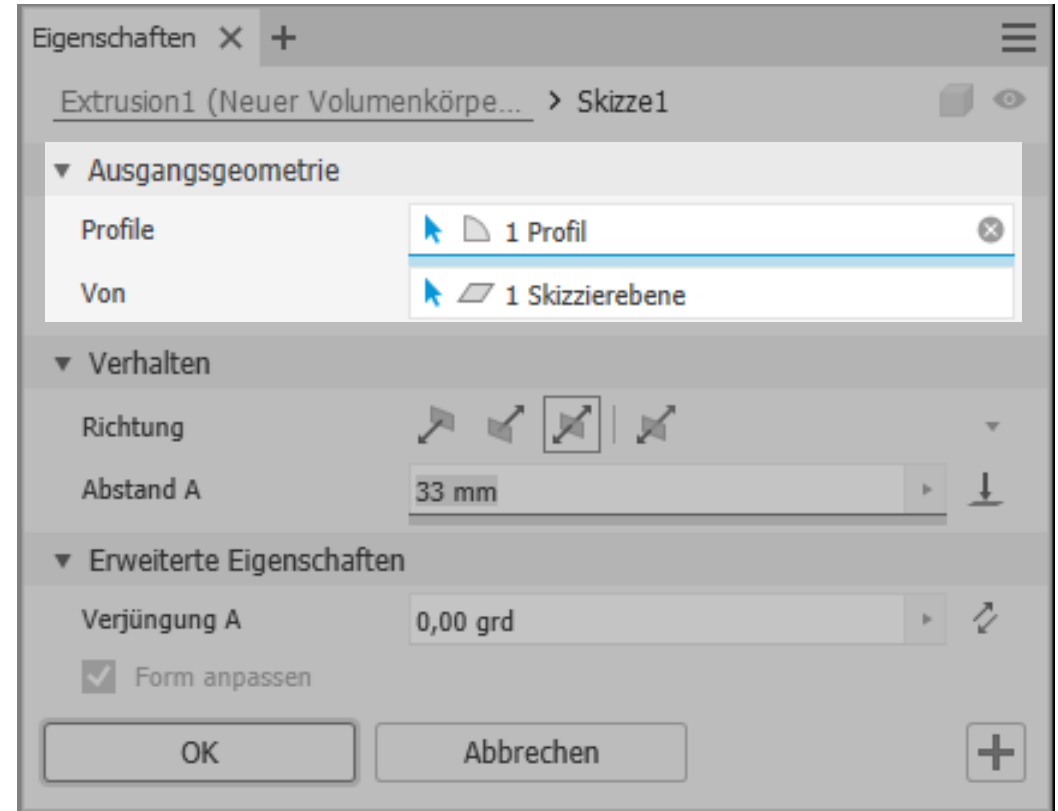 Eigenschaften
Extrusion1 (Neuer Volumenkörpe... > Skizze1
Ausgangsgeometrie
Profile 1 Profil
Von 1 Skizzierebene
Verhalten
Richtung
Abstand A 33 mm
Erweiterte Eigenschaften
Verjüngung A 0,00 grd
Form anpassen
OK Abbrechen